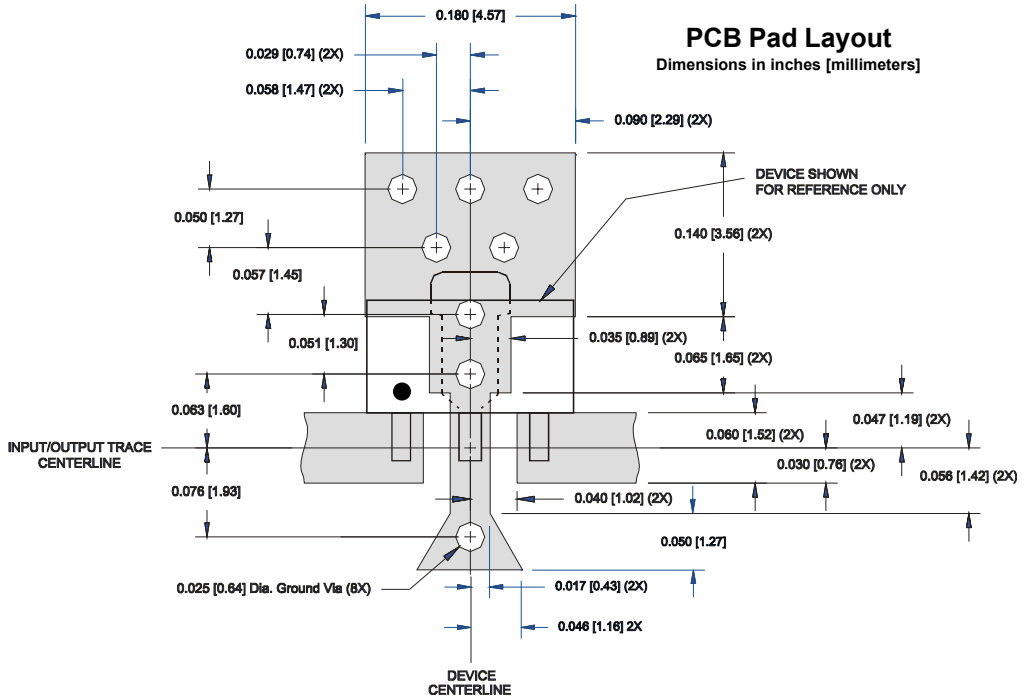 0.180 [4.57]
PCB Pad Layout
Dimensions in inches [millimeters]
0.029 [0.74] (2X)
0.058 [1.47] (2X)
0.090 [2.29] (2X)
DEVICE SHOWN
FOR REFERENCE ONLY
0.050 [1.27]
0.140 [3.56] (2X)
0.057 [1.45]
0.051 [1.30]
0.035 [0.89] (2X)
0.065 [1.65] (2X)
0.063 [1.60]
0.047 [1.19] (2X)
0.060 [1.52] (2X)
INPUT/OUTPUT TRACE
CENTERLINE
0.030 [0.76] (2X)
0.056 [1.42] (2X)
0.076 [1.93]
0.040 [1.02] (2X)
0.050 [1.27]
0.025 [0.64] Dia. Ground Via (8X)
0.017 [0.43] (2X)
0.046 [1.16] 2X
DEVICE
CENTERLINE